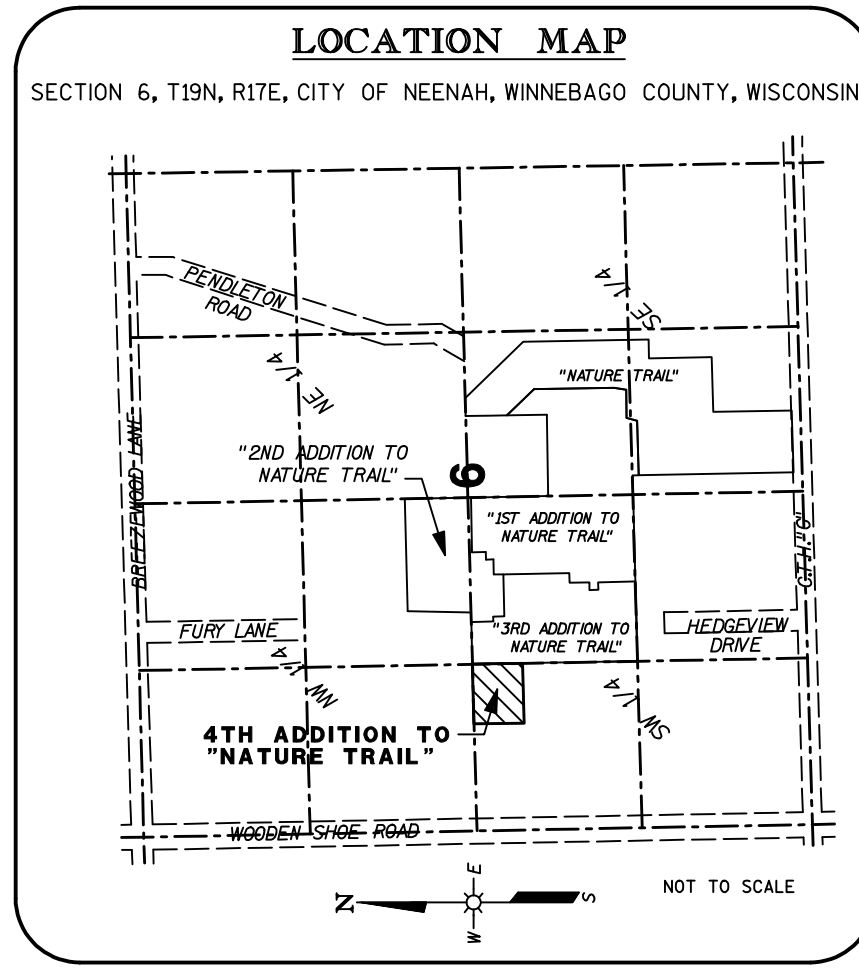 LOCATION MAP
SECTION 6, T19N, R17E, CITY OF NEENAH, WINNEBAGO COUNTY, WISCONSIN
PENDLETON
ROAD
SE 1/4
NE 1/4
"NATURE TRAIL"
BREEZEWOOD LANE
"2ND ADDITION TO
NATURE TRAIL"
6
"1ST ADDITION TO
NATURE TRAIL"
C.T.H. "G"
FURY LANE
"3RD ADDITION TO
NATURE TRAIL"
HEDGEVIEW
DRIVE
NW 1/4
SW 1/4
4TH ADDITION TO
"NATURE TRAIL"
WOODEN SHOE ROAD
N
E
S
W
NOT TO SCALE